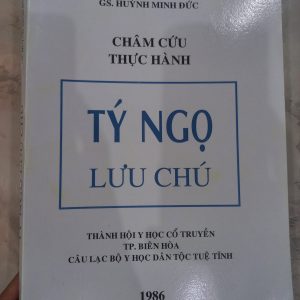 GS. HUỲNH MINH ĐỨC
CHÂM CỨU
THỰC HÀNH
TÝ NGỌ
LƯU CHÚ
THÀNH HỘI Y HỌC CỔ TRUYỀN
TP. BIÊN HÒA
CÂU LẠC BỘ Y HỌC DÂN TỘC TUỆ TĨNH
1986